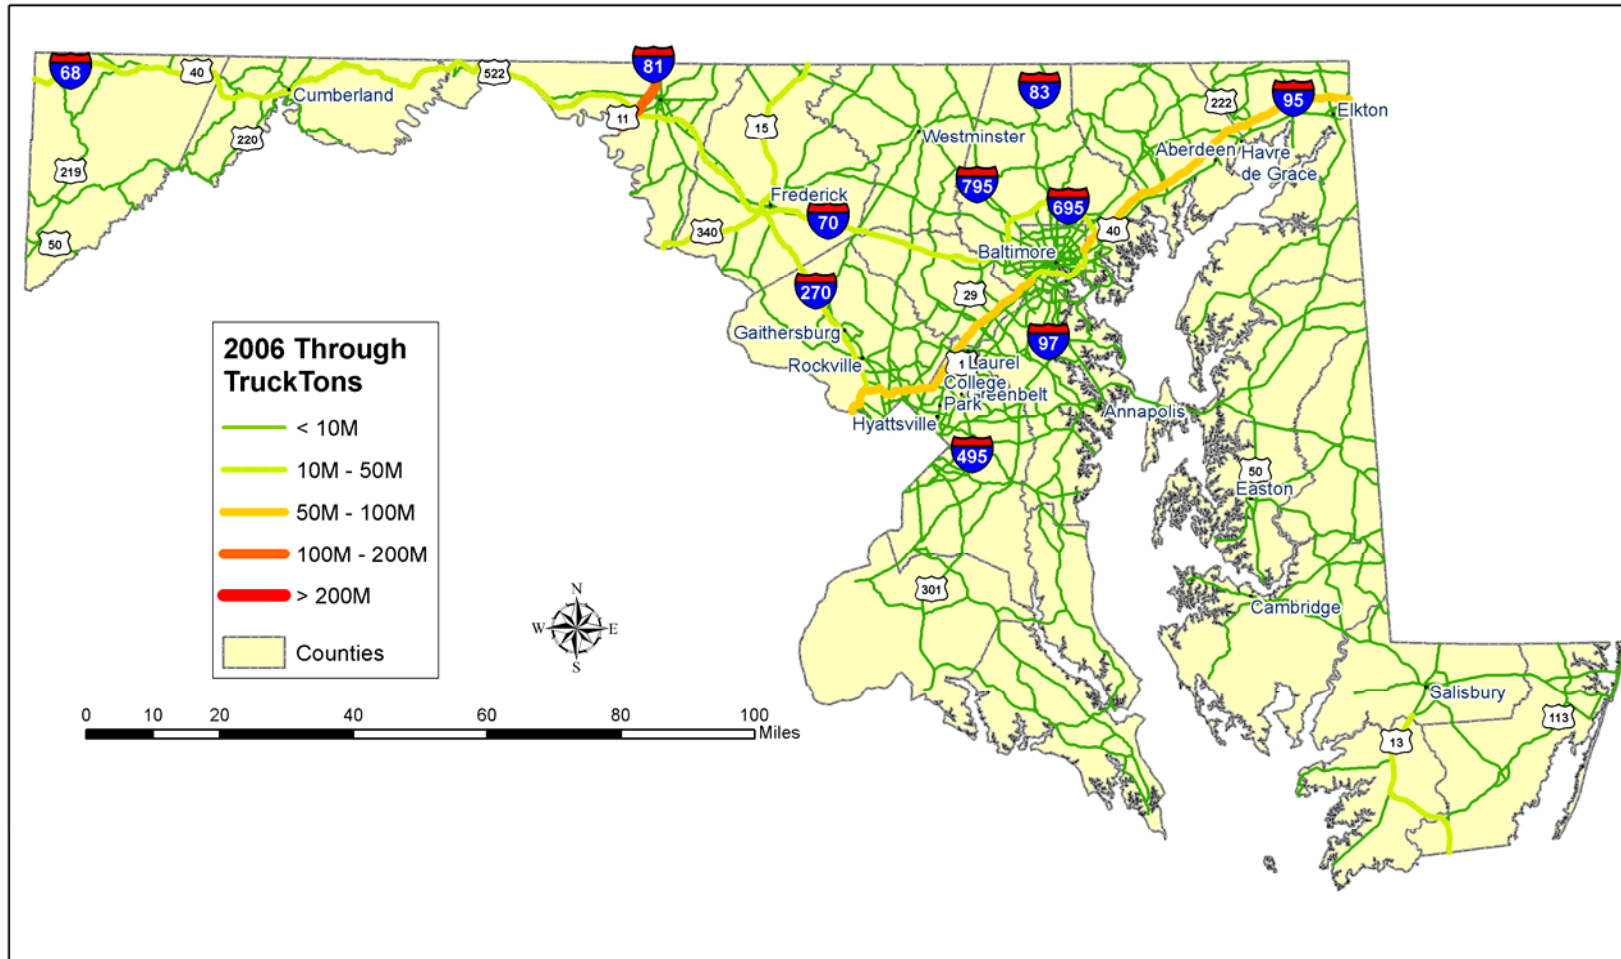 68
40
522
81
83
222
95
Elkton
Cumberland
11
15
Westminster
220
Aberdeen
Havre
de Grace
219
795
Frederick
695
50
340
70
40
Baltimore
270
29
Gaithersburg
97
Rockville
1
Laurel
College
Greenbelt
Park
Annapolis
Hyattsville
495
50
Easton
301
Cambridge
Salisbury
113
13
2006 Through
TruckTons
< 10M
10M - 50M
50M - 100M
100M - 200M
> 200M
Counties
N
W E
S
0 10 20 40 60 80 100
Miles